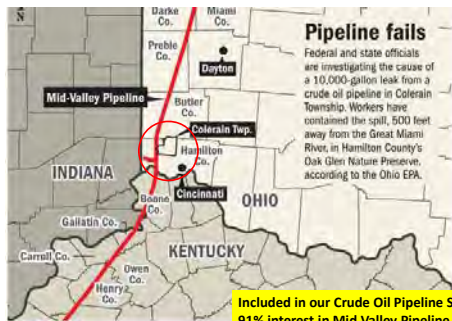 N
Darke
Co.
Miami
Co.
Preble
Co.
Dayton
Mid-Valley Pipeline
Butler
Co.
Colerain Twp.
Hamilton
Co.
INDIANA
Cincinnati
OHIO
Boone
Co.
Gallatin Co.
Carroll Co.
KENTUCKY
Owen
Co.
Henry
Co.
Pipeline fails
Federal and state officials
are investigating the cause of
a 10,000-gallon leak from a
crude oil pipeline in Colerain
Township. Workers have
contained the spill, 500 feet
away from the Great Miami
River, in Hamilton County's
Oak Glen Nature Preserve,
according to the Ohio EPA.
Included in our Crude Oil Pipeline S
91% interest in Mid Valley Pipeline